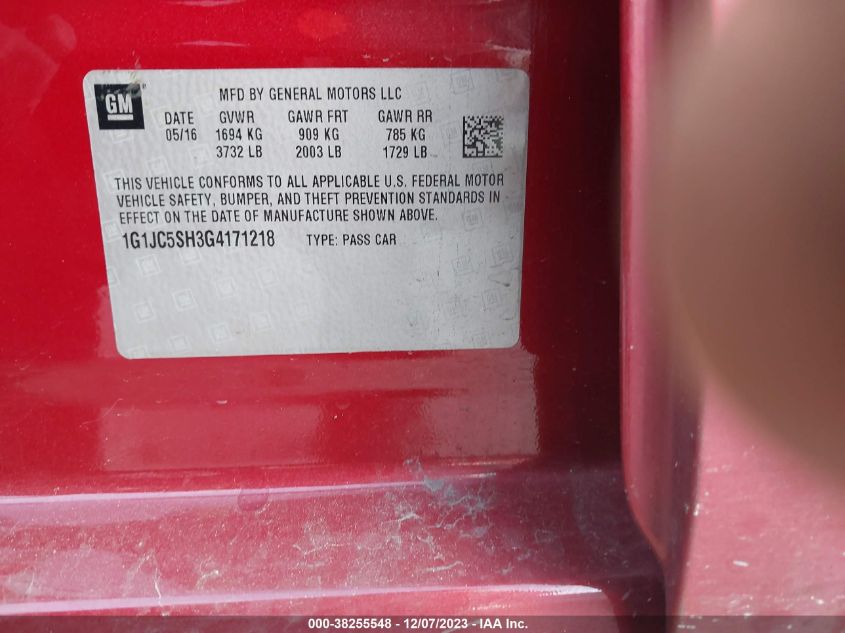 GM
MFD BY GENERAL MOTORS LLC
DATE GVWR GAWR FRT GAWR RR
05/16 1694 KG 909 KG 785 KG
3732 LB 2003 LB 1729 LB
THIS VEHICLE CONFORMS TO ALL APPLICABLE U.S. FEDERAL MOTOR
VEHICLE SAFETY, BUMPER, AND THEFT PREVENTION STANDARDS IN
EFFECT ON THE DATE OF MANUFACTURE SHOWN ABOVE.
1G1JC5SH3G4171218 TYPE: PASS CAR
000-38255548 - 12/07/2023 - IAA Inc.